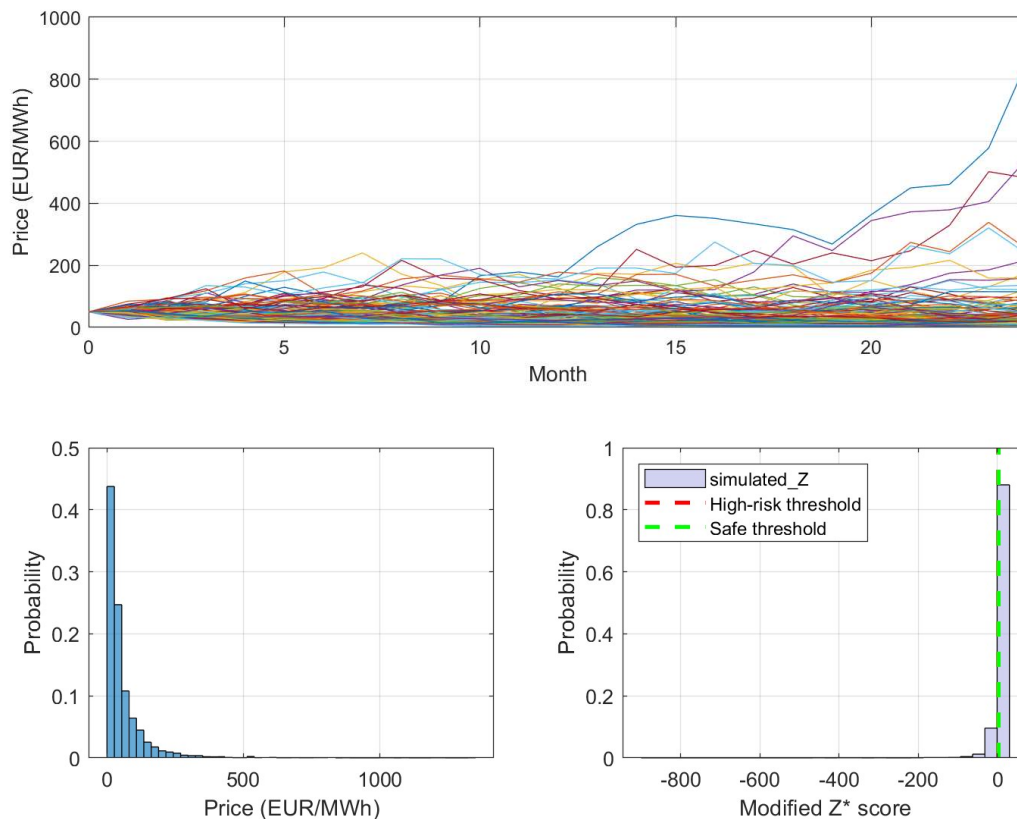 1000
800
600
400
200
0
Price (EUR/MWh)
0 5 10 15 20
Month
0.5
0.4
0.3
0.2
0.1
0
Probability
0 500 1000
Price (EUR/MWh)
1
0.8
0.6
0.4
0.2
0
Probability
simulated_Z
High-risk threshold
Safe threshold
-800 -600 -400 -200 0
Modified Z* score